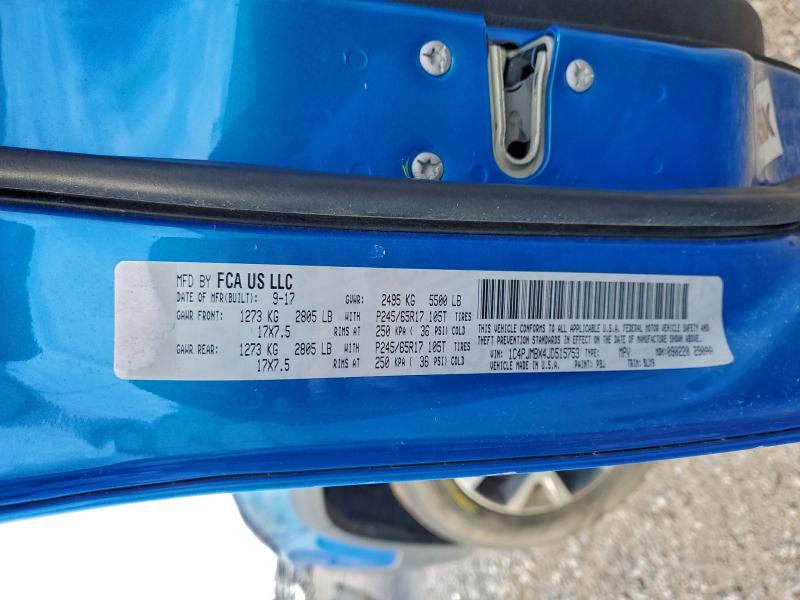 MFD BY FCA US LLC
DATE OF MFR(BUILT): 9-17 GVWR: 2495 KG 5500 LB
GAWR FRONT: 1273 KG 2805 LB WITH P245/65R17 105T TIRES
17X7.5 RIMS AT 250 KPA ( 36 PSI) COLD
GAWR REAR: 1273 KG 2805 LB WITH P245/65R17 105T TIRES
17X7.5 RIMS AT 250 KPA ( 36 PSI) COLD
THIS VEHICLE CONFORMS TO ALL APPLICABLE U.S.A. FEDERAL MOTOR VEHICLE SAFETY AND
THEFT PREVENTION STANDARDS IN EFFECT ON THE DATE OF MANUFACTURE SHOWN ABOVE.
VIN: 1C4PJMBX4JD515753 TYPE: MPV MDH: 090220
VEHICLE MADE IN U.S.A. PAINT: PBJ TRIM: